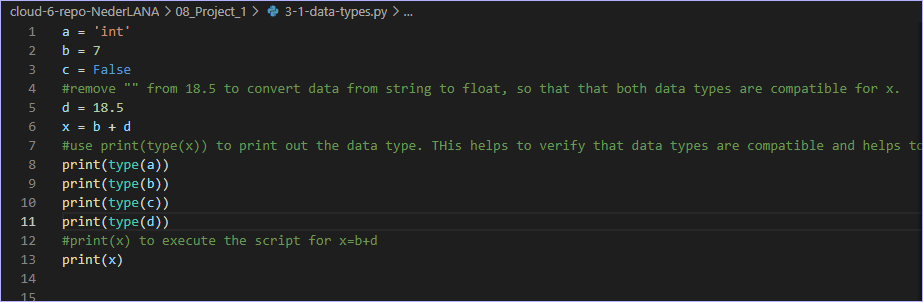 cloud-6-repo-NederLANA > 08_Project_1 > 3-1-data-types.py > ...
1 a = 'int'
2 b = 7
3 c = False
4 #remove "" from 18.5 to convert data from string to float, so that that both data types are compatible for x.
5 d = 18.5
6 x = b + d
7 #use print(type(x)) to print out the data type. THis helps to verify that data types are compatible and helps to
8 print(type(a))
9 print(type(b))
10 print(type(c))
11 print(type(d))
12 #print(x) to execute the script for x=b+d
13 print(x)
14
15